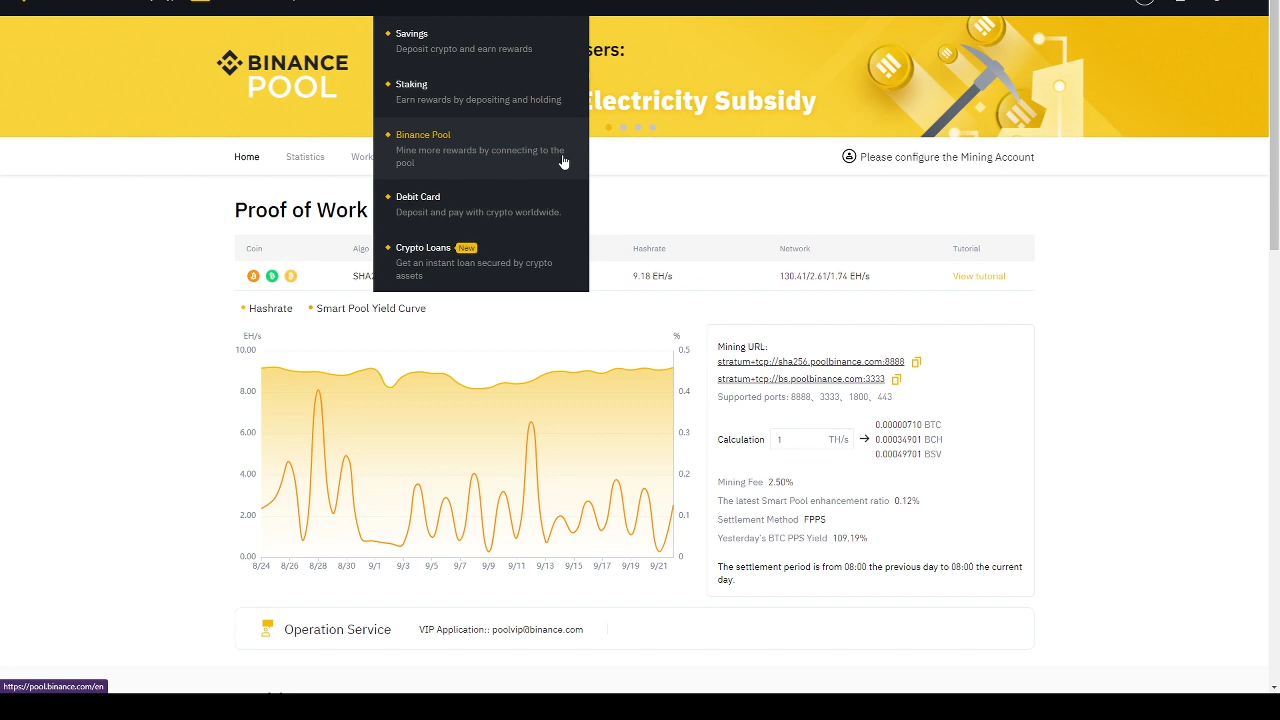 Savings
Deposit crypto and earn rewards
Staking
Earn rewards by depositing and holding
Binance Pool
Mine more rewards by connecting to the
pool
Debit Card
Deposit and pay with crypto worldwide.
Crypto Loans New
Get an instant loan secured by crypto
assets
BINANCE
POOL
sers:
Electricity Subsidy
Home
Statistics
Work
Please configure the Mining Account
Proof of Work
Coin
Algo
Hashrate
Network
Tutorial
SHA2
9.18 EH/s
130.41/2.61/1.74 EH/s
View tutorial
Hashrate
Smart Pool Yield Curve
EH/s
%
10.00
8.00
6.00
4.00
2.00
0.00
0.5
0.4
0.3
0.2
0.1
0
8/24 8/26 8/28 8/30 9/1 9/3 9/5 9/7 9/9 9/11 9/13 9/15 9/17 9/19 9/21
Mining URL:
stratum+tcp://sha256.poolbinance.com:8888
stratum+tcp://bs.poolbinance.com:3333
Supported ports: 8888、3333、1800、443
Calculation 1 TH/s
0.00000710 BTC
0.00034901 BCH
0.00049701 BSV
Mining Fee 2.50%
The latest Smart Pool enhancement ratio 0.12%
Settlement Method FPPS
Yesterday's BTC PPS Yield 109.19%
The settlement period is from 08:00 the previous day to 08:00 the current
day.
Operation Service
VIP Application:: poolvip@binance.com
https://pool.binance.com/en